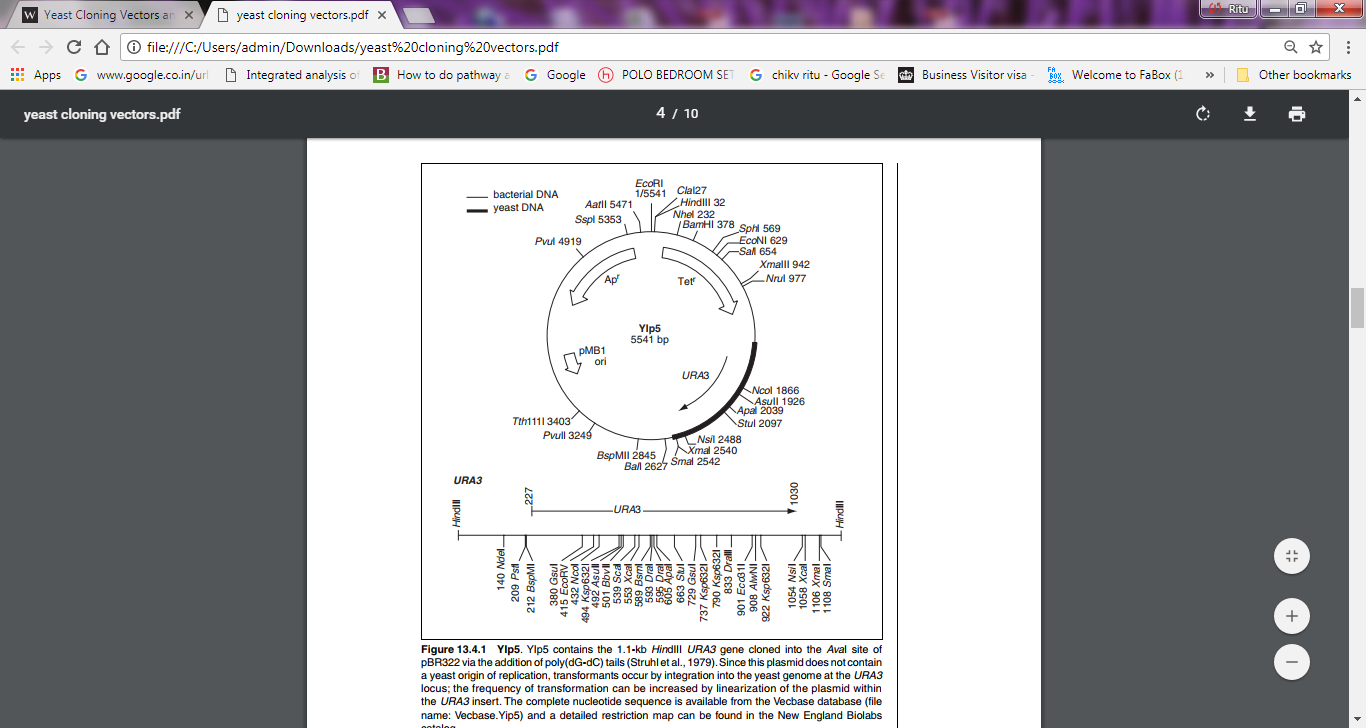 Yeast Cloning Vectors an
yeast cloning vectors.pdf
Ritu
file:///C:/Users/admin/Downloads/yeast%20cloning%20vectors.pdf
Apps
www.google.co.in/url
Integrated analysis of
How to do pathway a
Google
POLO BEDROOM SET
chikv ritu - Google Se
Business Visitor visa -
Welcome to FaBox (1
»
Other bookmarks
yeast cloning vectors.pdf
4 / 10
bacterial DNA
yeast DNA
EcoRI
1/5541
ClaI27
HindIII 32
AatII 5471
NheI 232
SspI 5353
BamHI 378
SphI 569
PvuI 4919
EcoNI 629
SalI 654
XmaIII 942
NruI 977
Apr
Tetr
YIp5
5541 bp
pMB1
ori
URA3
NcoI 1866
AsuII 1926
ApaI 2039
StuI 2097
Tth111I 3403
PvuII 3249
NsiI 2488
XmaI 2540
BspMII 2845
SmaI 2542
BalI 2627
URA3
HindIII
227
URA3
1030
HindIII
140 NdeI
209 PstI
212 BspMI
380 GsuI
415 EcoRV
432 NcoI
494 Ksp632I
492 AsuII
501 BbvII
539 ScaI
553 XcaI
589 BsmI
593 DraI
595 DraI
605 ApaI
663 StuI
729 GsuI
737 Ksp632I
790 Ksp632I
833 DraIII
901 Eco31I
908 AlwNI
922 Ksp632I
1054 NsiI
1058 XcaI
1106 XmaI
1108 SmaI
Figure 13.4.1 YIp5. YIp5 contains the 1.1-kb HindIII URA3 gene cloned into the AvaI site of
pBR322 via the addition of poly(dG-dC) tails (Struhl et al., 1979). Since this plasmid does not contain
a yeast origin of replication, transformants occur by integration into the yeast genome at the URA3
locus; the frequency of transformation can be increased by linearization of the plasmid within
the URA3 insert. The complete nucleotide sequence is available from the Vecbase database (file
name: Vecbase.Yip5) and a detailed restriction map can be found in the New England Biolabs